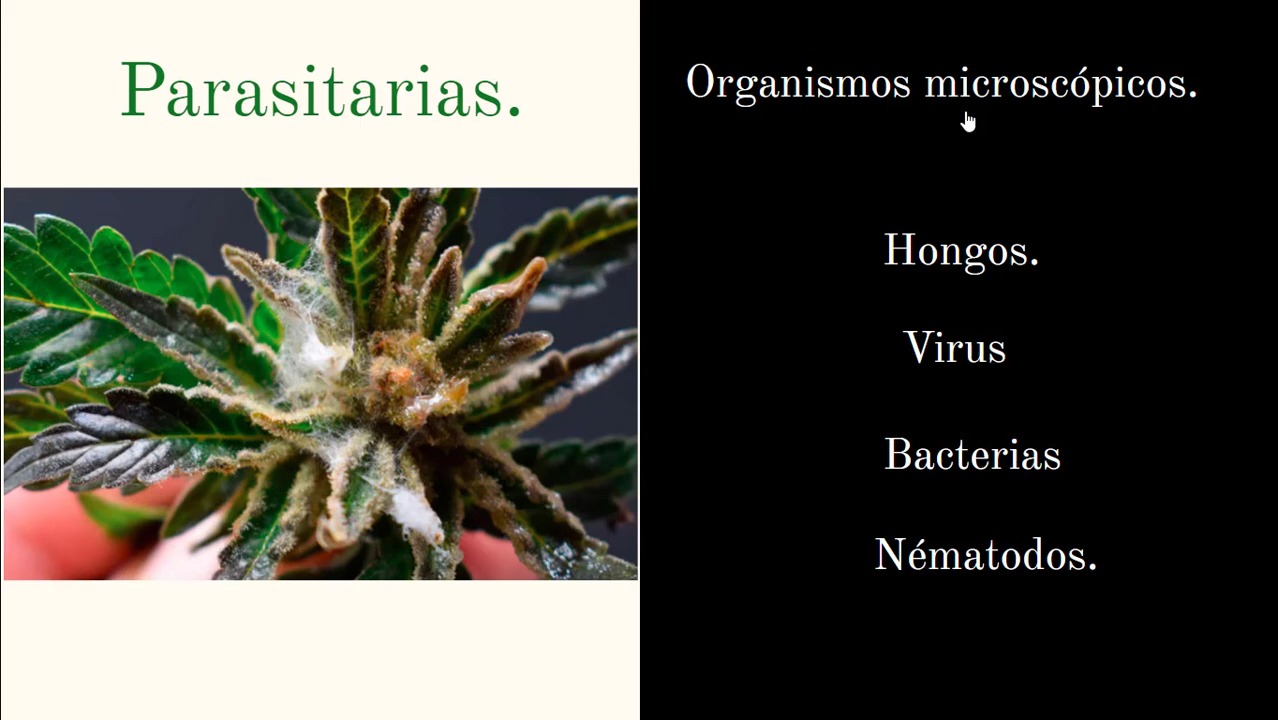 Parasitarias.
Organismos microscópicos.
Hongos.
Virus
Bacterias
Nématodos.